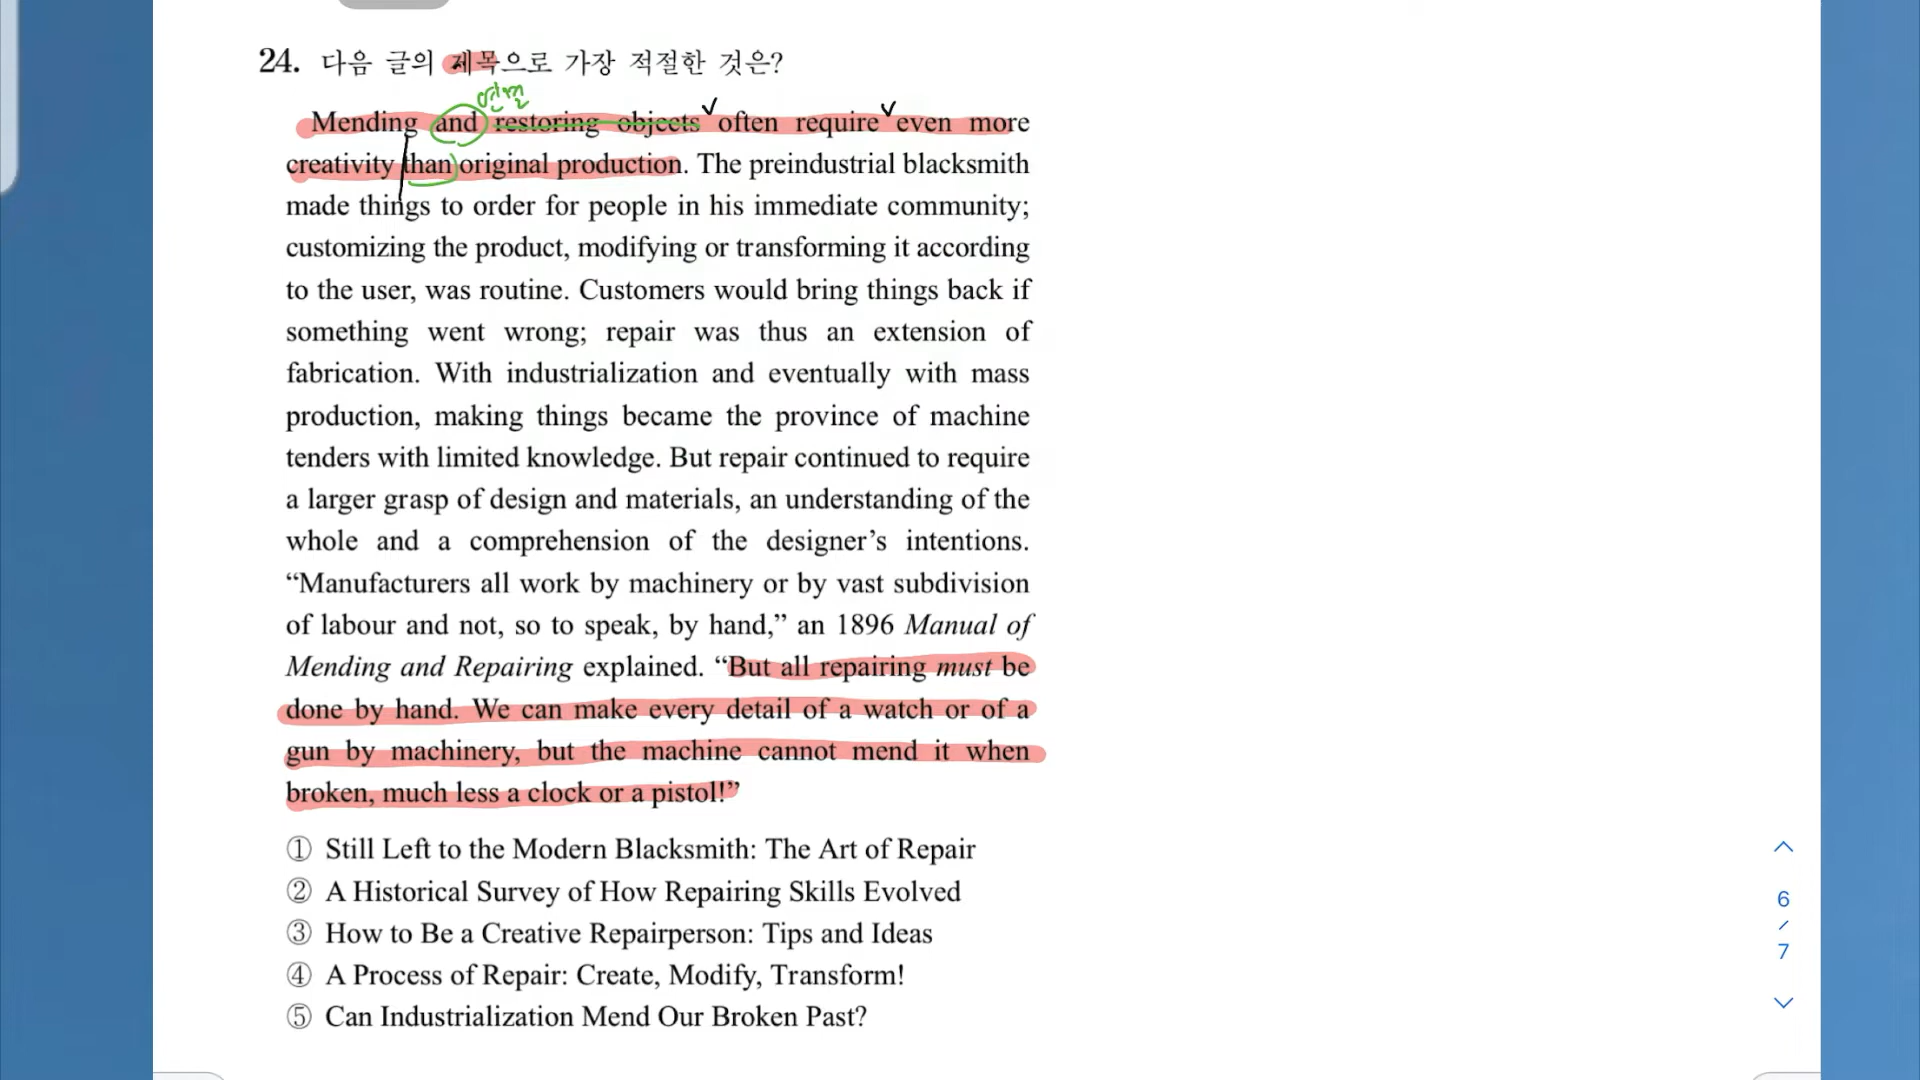 24. 다음 글의 제목으로 가장 적절한 것은?
연결
Mending and restoring objects often require even more
creativity than original production. The preindustrial blacksmith
made things to order for people in his immediate community;
customizing the product, modifying or transforming it according
to the user, was routine. Customers would bring things back if
something went wrong; repair was thus an extension of
fabrication. With industrialization and eventually with mass
production, making things became the province of machine
tenders with limited knowledge. But repair continued to require
a larger grasp of design and materials, an understanding of the
whole and a comprehension of the designer’s intentions.
“Manufacturers all work by machinery or by vast subdivision
of labour and not, so to speak, by hand,” an 1896 Manual of
Mending and Repairing explained. “But all repairing must be
done by hand. We can make every detail of a watch or of a
gun by machinery, but the machine cannot mend it when
broken, much less a clock or a pistol!”
① Still Left to the Modern Blacksmith: The Art of Repair
② A Historical Survey of How Repairing Skills Evolved
③ How to Be a Creative Repairperson: Tips and Ideas
④ A Process of Repair: Create, Modify, Transform!
⑤ Can Industrialization Mend Our Broken Past?
6
/
7